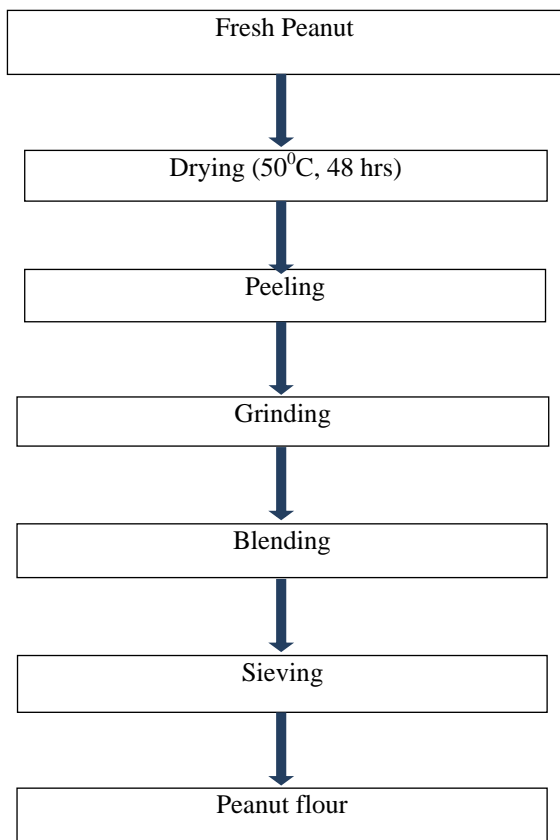 Fresh Peanut
Drying (50⁰C, 48 hrs)
Peeling
Grinding
Blending
Sieving
Peanut flour